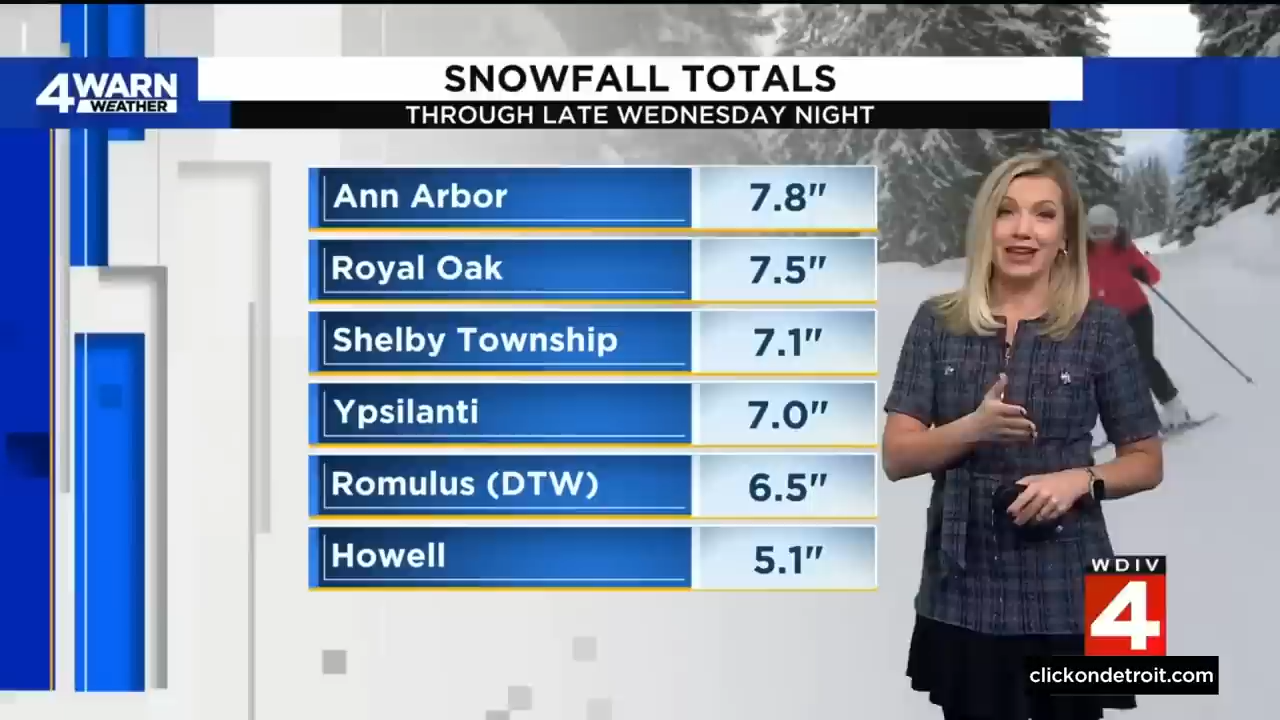 4WARN
WEATHER
SNOWFALL TOTALS
THROUGH LATE WEDNESDAY NIGHT
Ann Arbor 7.8"
Royal Oak 7.5"
Shelby Township 7.1"
Ypsilanti 7.0"
Romulus (DTW) 6.5"
Howell 5.1"
WDIV
4
clickondetroit.com